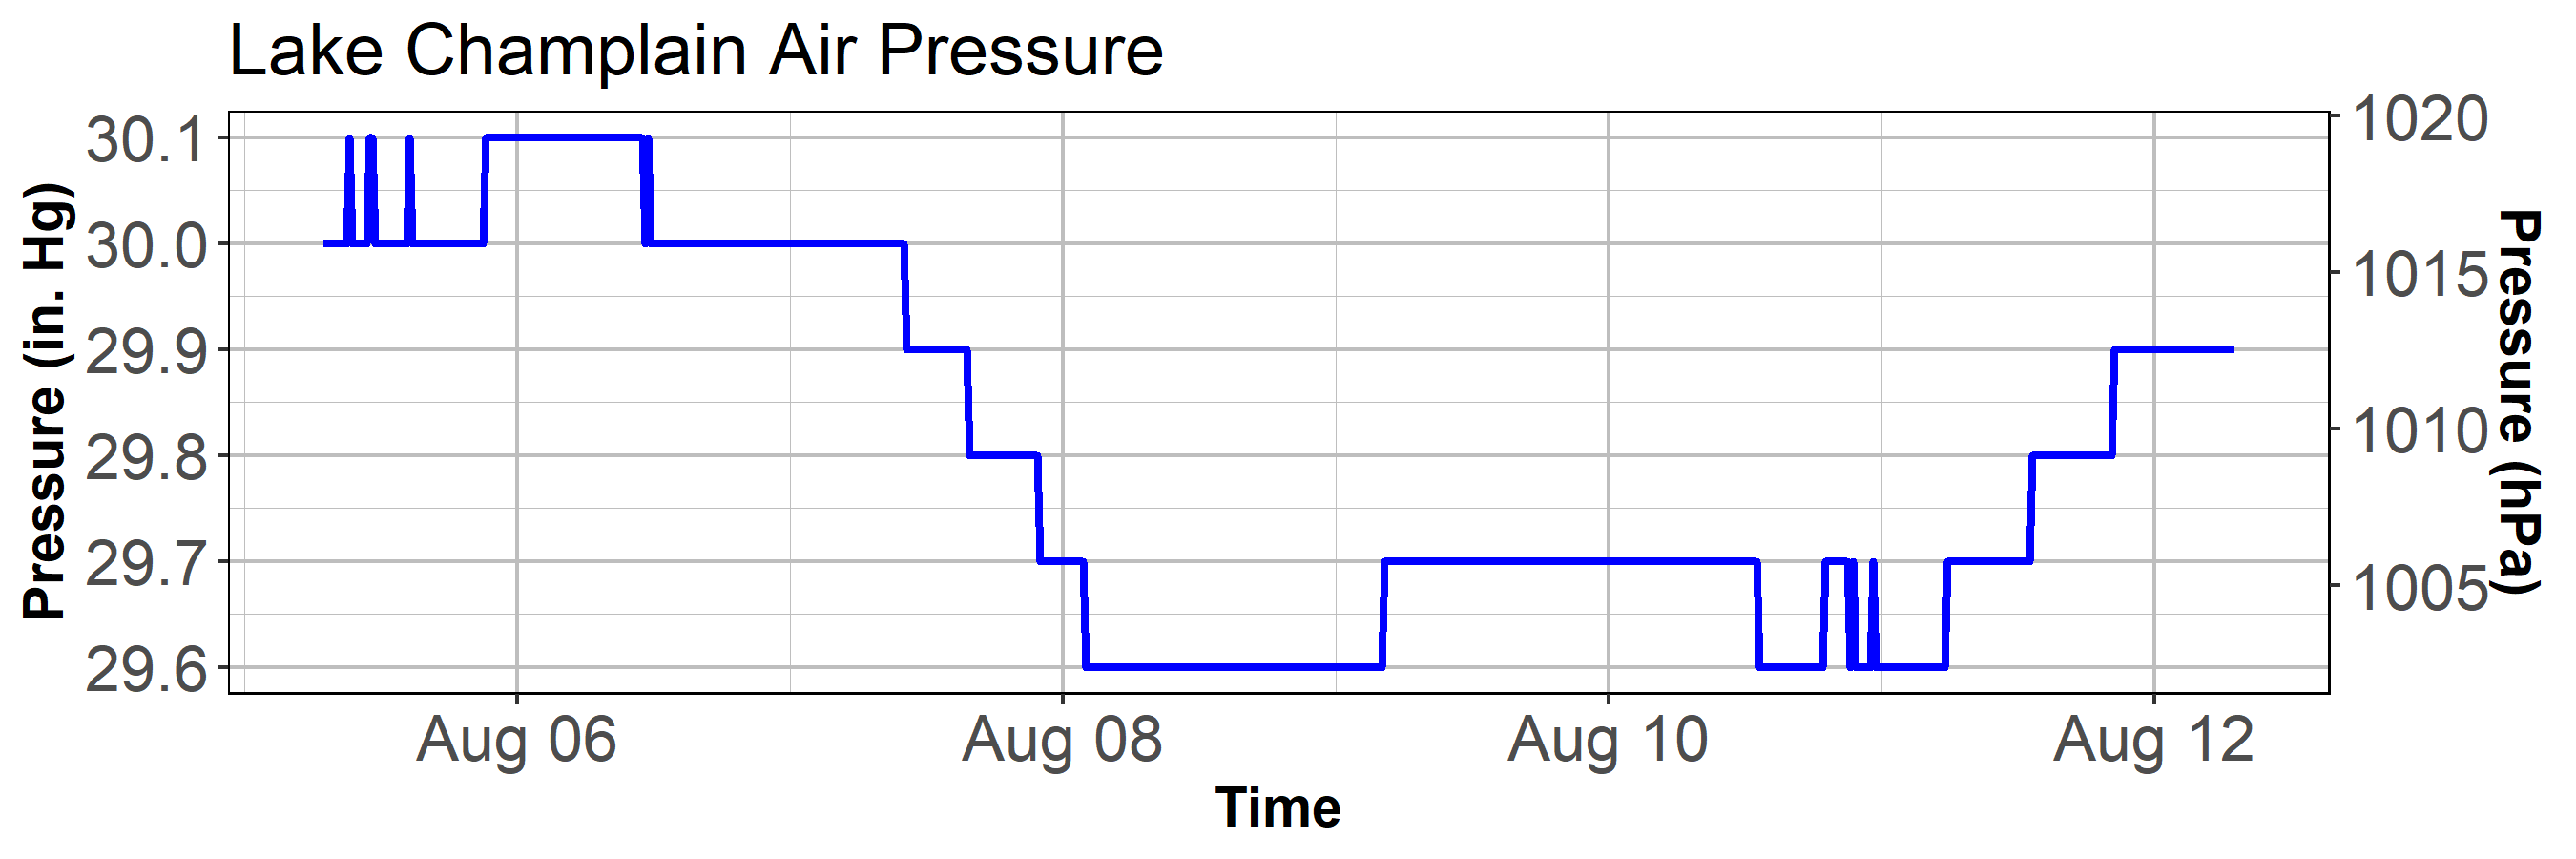 Lake Champlain Air Pressure
Pressure (in. Hg)
30.1
30.0
29.9
29.8
29.7
29.6
1020
1015
1010
1005
Pressure (hPa)
Aug 06 Aug 08 Aug 10 Aug 12
Time